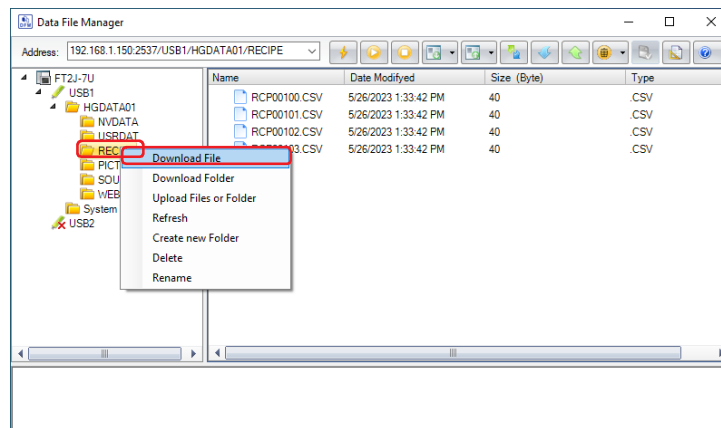 Data File Manager
Address: 192.168.1.150:2537/USB1/HGDATA01/RECIPE
FT2J-7U
USB1
HGDATA01
NVDATA
USRDAT
RECI
PICT
SOU
WEB
System
USB2
Download File
Download Folder
Upload Files or Folder
Refresh
Create new Folder
Delete
Rename
Name Date Modifyed Size (Byte) Type
RCP00100.CSV 5/26/2023 1:33:42 PM 40 .CSV
RCP00101.CSV 5/26/2023 1:33:42 PM 40 .CSV
RCP00102.CSV 5/26/2023 1:33:42 PM 40 .CSV
03.CSV 5/26/2023 1:33:42 PM 40 .CSV